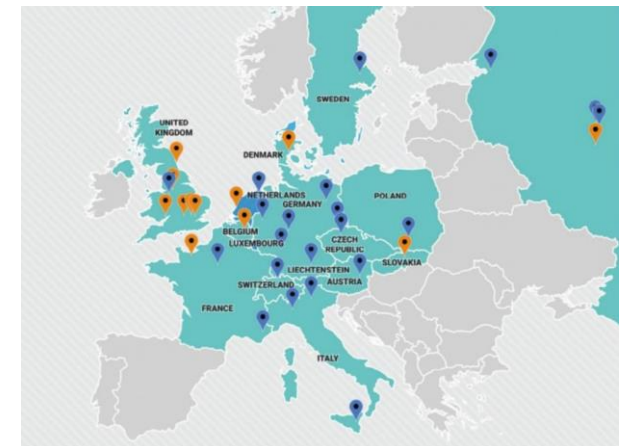 SWEDEN
UNITED
KINGDOM
DENMARK
NETHERLANDS
GERMANY
POLAND
BELGIUM
LUXEMBOURG
CZECH
REPUBLIC
SLOVAKIA
LIECHTENSTEIN
SWITZERLAND
AUSTRIA
FRANCE
ITALY